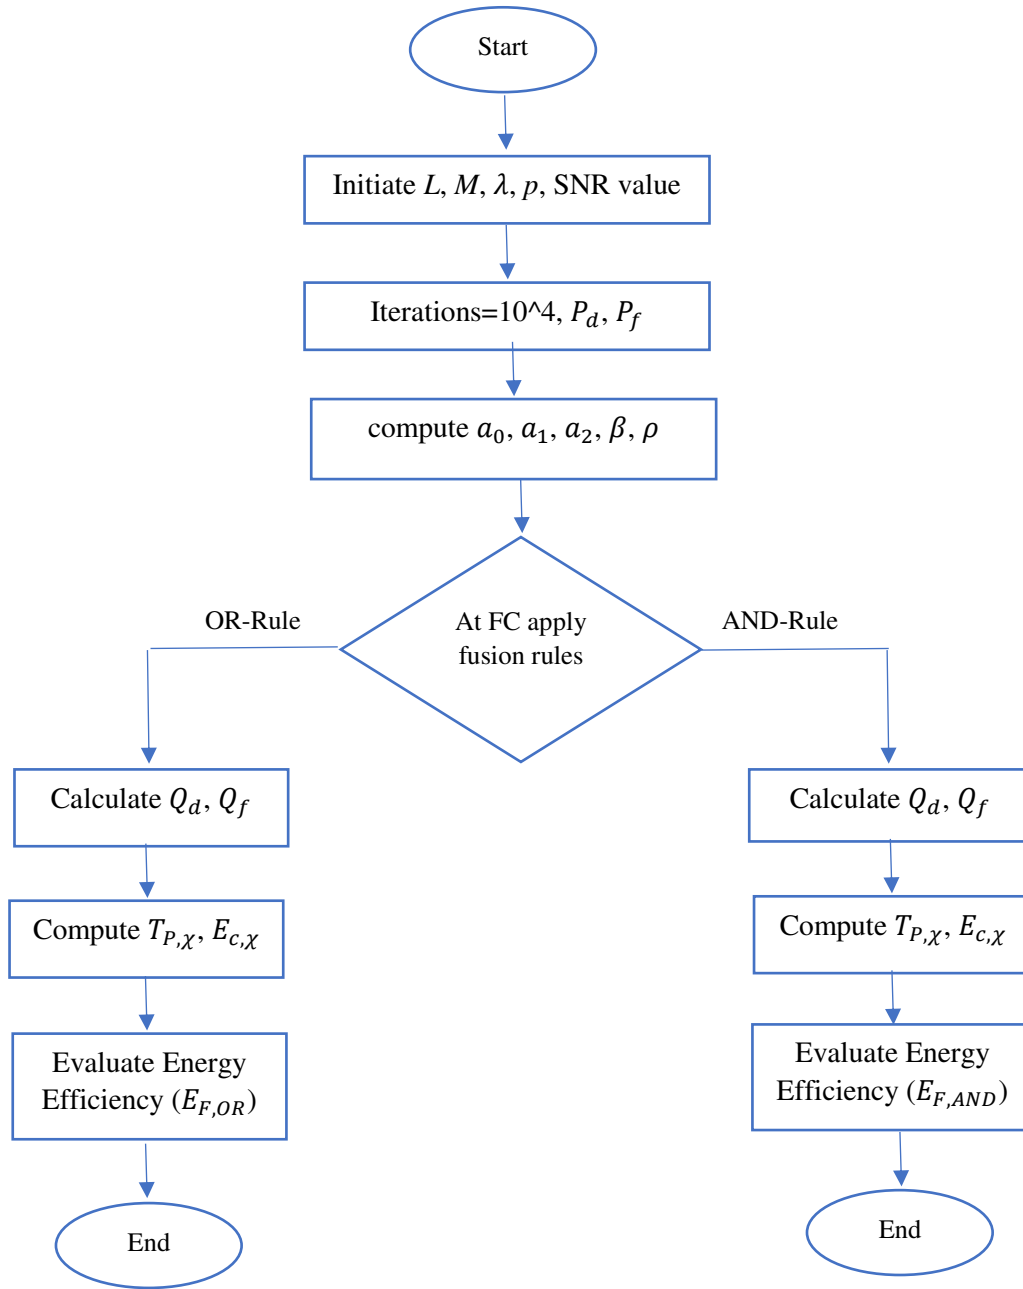 Start
Initiate L, M, λ, p, SNR value
Iterations=10^4, P_d, P_f
compute a_0, a_1, a_2, β, ρ
At FC apply
fusion rules
OR-Rule
Calculate Q_d, Q_f
Compute T_{P,χ}, E_{c,χ}
Evaluate Energy
Efficiency (E_{F,OR})
End
AND-Rule
Calculate Q_d, Q_f
Compute T_{P,χ}, E_{c,χ}
Evaluate Energy
Efficiency (E_{F,AND})
End